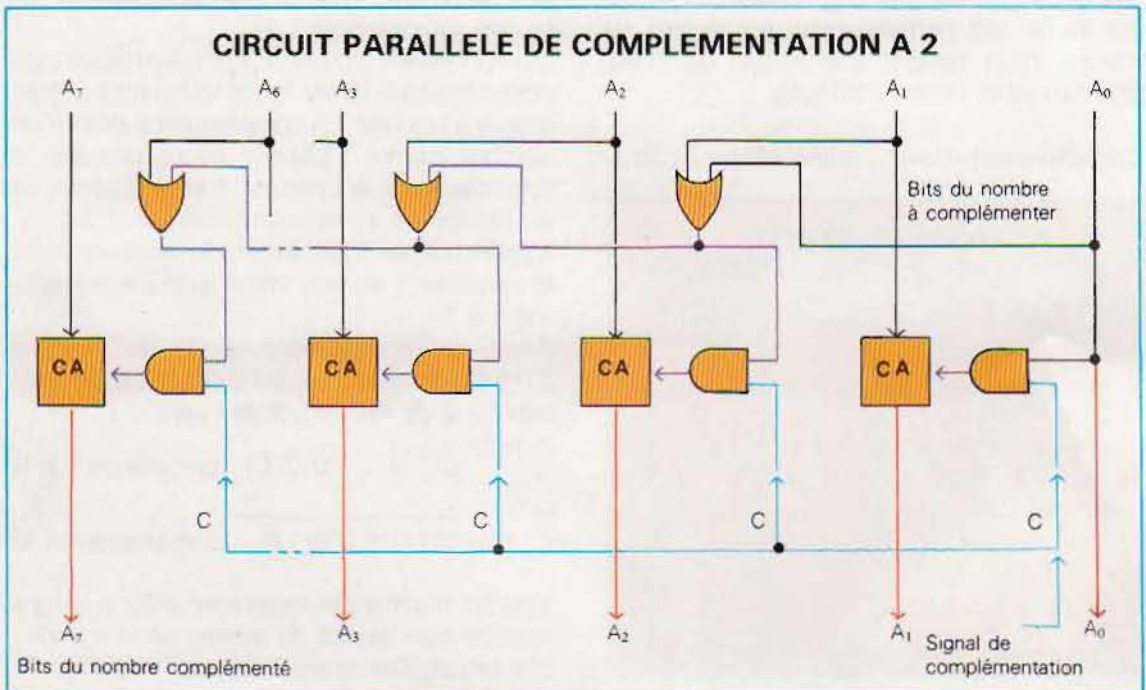 CIRCUIT PARALLELE DE COMPLEMENTATION A 2
A₇ A₆ A₃ A₂ A₁ A₀
Bits du nombre
à complémenter
CA CA CA CA
C C C C
A₇ A₃ A₂ A₁ A₀
Signal de
complémentation
Bits du nombre complémenté